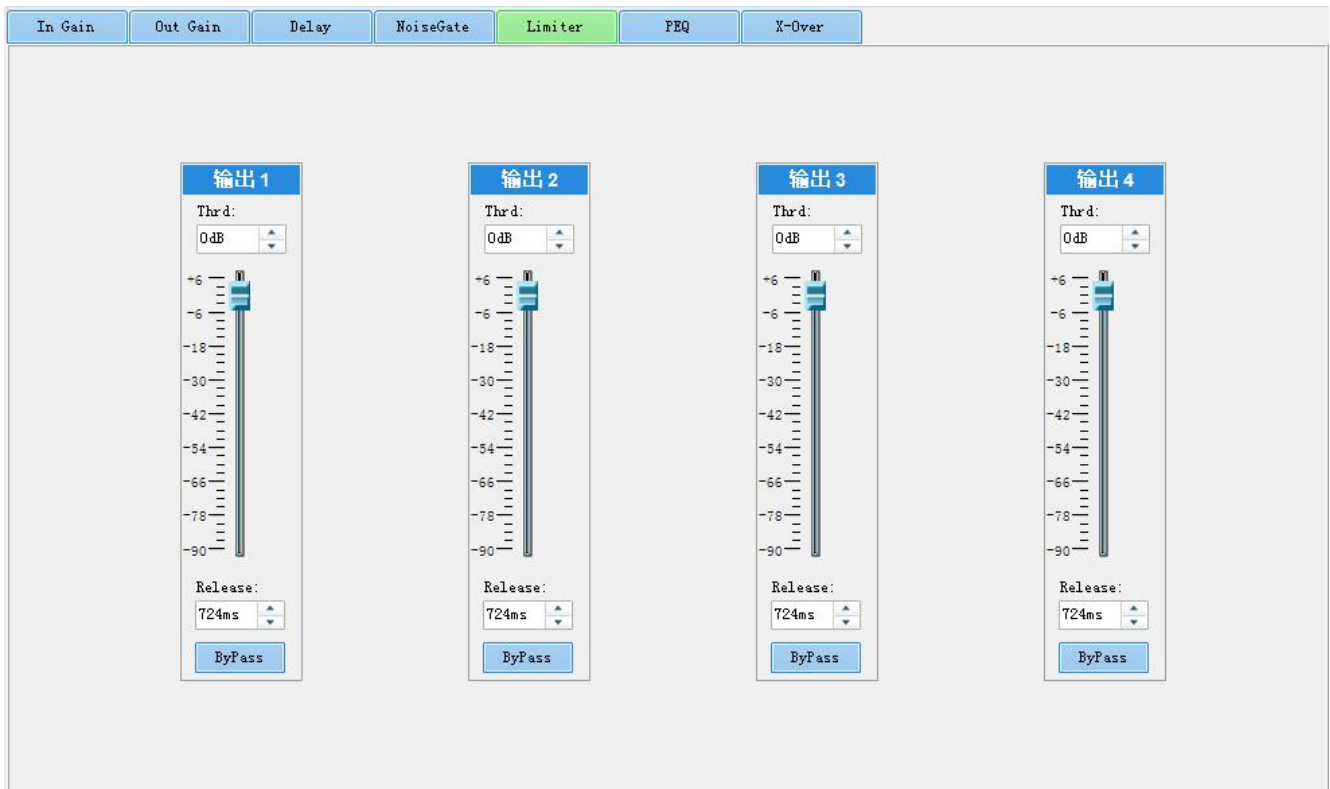 In Gain Out Gain Delay NoiseGate Limiter PEQ X-Over
输出 1
Thrd:
0dB
+6
-6
-18
-30
-42
-54
-66
-78
-90
Release:
724ms
ByPass
输出 2
Thrd:
0dB
+6
-6
-18
-30
-42
-54
-66
-78
-90
Release:
724ms
ByPass
输出 3
Thrd:
0dB
+6
-6
-18
-30
-42
-54
-66
-78
-90
Release:
724ms
ByPass
输出 4
Thrd:
0dB
+6
-6
-18
-30
-42
-54
-66
-78
-90
Release:
724ms
ByPass